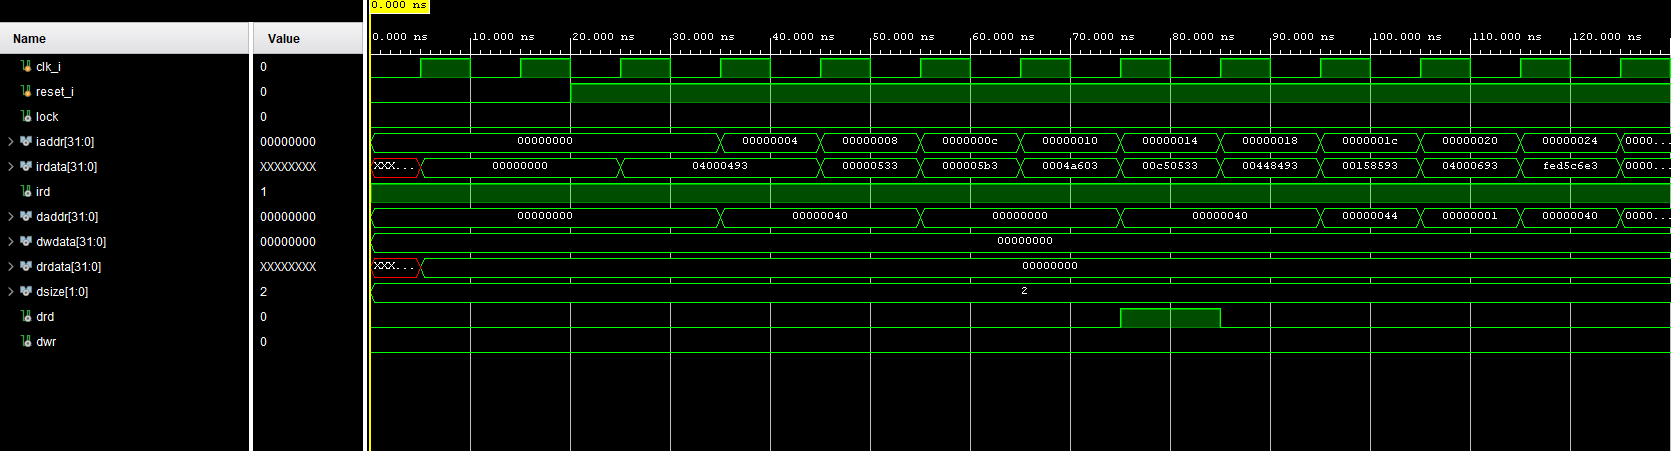 0.000 ns
Name Value
0.000 ns 10.000 ns 20.000 ns 30.000 ns 40.000 ns 50.000 ns 60.000 ns 70.000 ns 80.000 ns 90.000 ns 100.000 ns 110.000 ns 120.000 ns
clk_i 0
reset_i 0
lock 0
iaddr[31:0] 00000000 00000000 00000004 00000008 0000000c 00000010 00000014 00000018 0000001c 00000020 00000024 0000...
irdata[31:0] XXXXXXXX XXX... 00000000 04000493 00000533 000005b3 0004a603 00c50533 00448493 00158593 04000693 fed5c6e3 0000...
ird 1
daddr[31:0] 00000000 00000000 00000040 00000000 00000040 00000044 00000001 00000040 0000...
dwdata[31:0] 00000000 00000000
drdata[31:0] XXXXXXXX XXX... 00000000
dsize[1:0] 2 2
drd 0
dwr 0